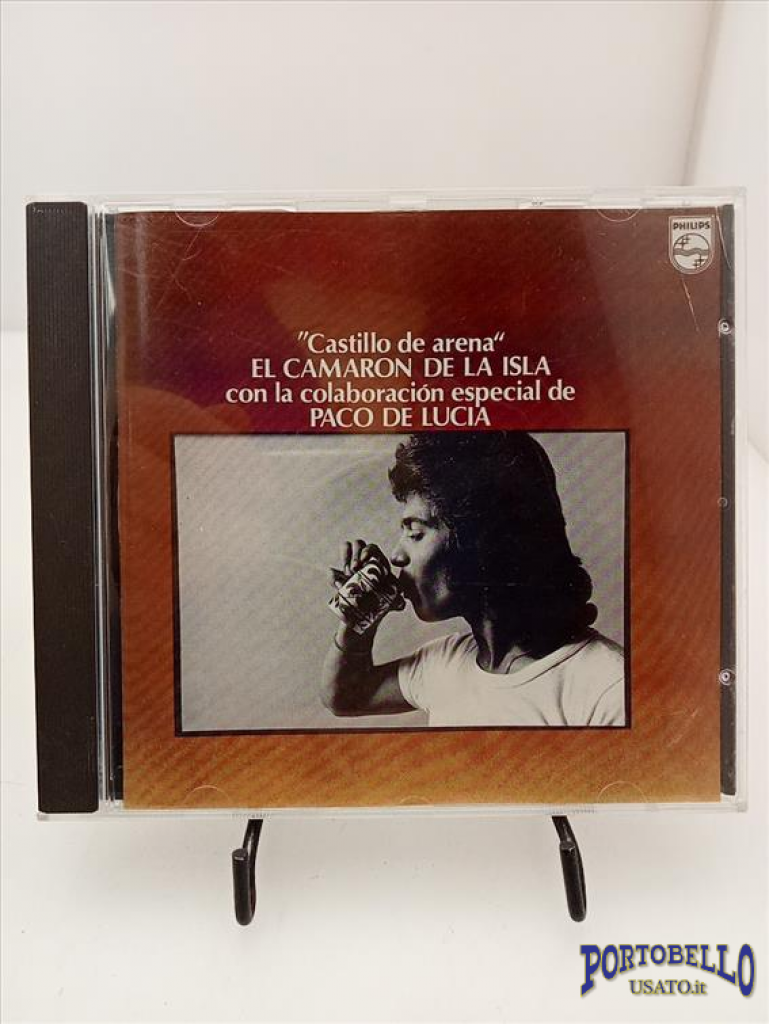 PHILIPS
”Castillo de arena“
EL CAMARON DE LA ISLA
con la colaboración especial de
PACO DE LUCIA
PORTOBELLO
USATO.it